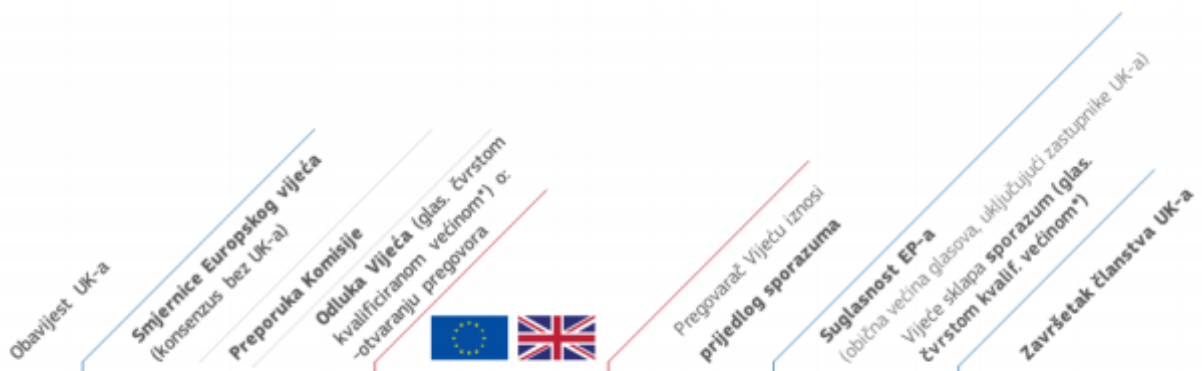 Obavijest UK-a
Smjernice Europskog vijeća
(konsenzus bez UK-a)
Preporuka Komisije
Odluka Vijeća (glas. čvrstom
kvalificiranom većinom*) o:
-otvaranju pregovora
Pregovarač Vijeću iznosi
prijedlog sporazuma
Suglasnost EP-a
(obična većina glasova, uključujući zastupnike UK-a)
Vijeće sklapa sporazum (glas.
čvrstom kvalif. većinom*)
Završetak članstva UK-a